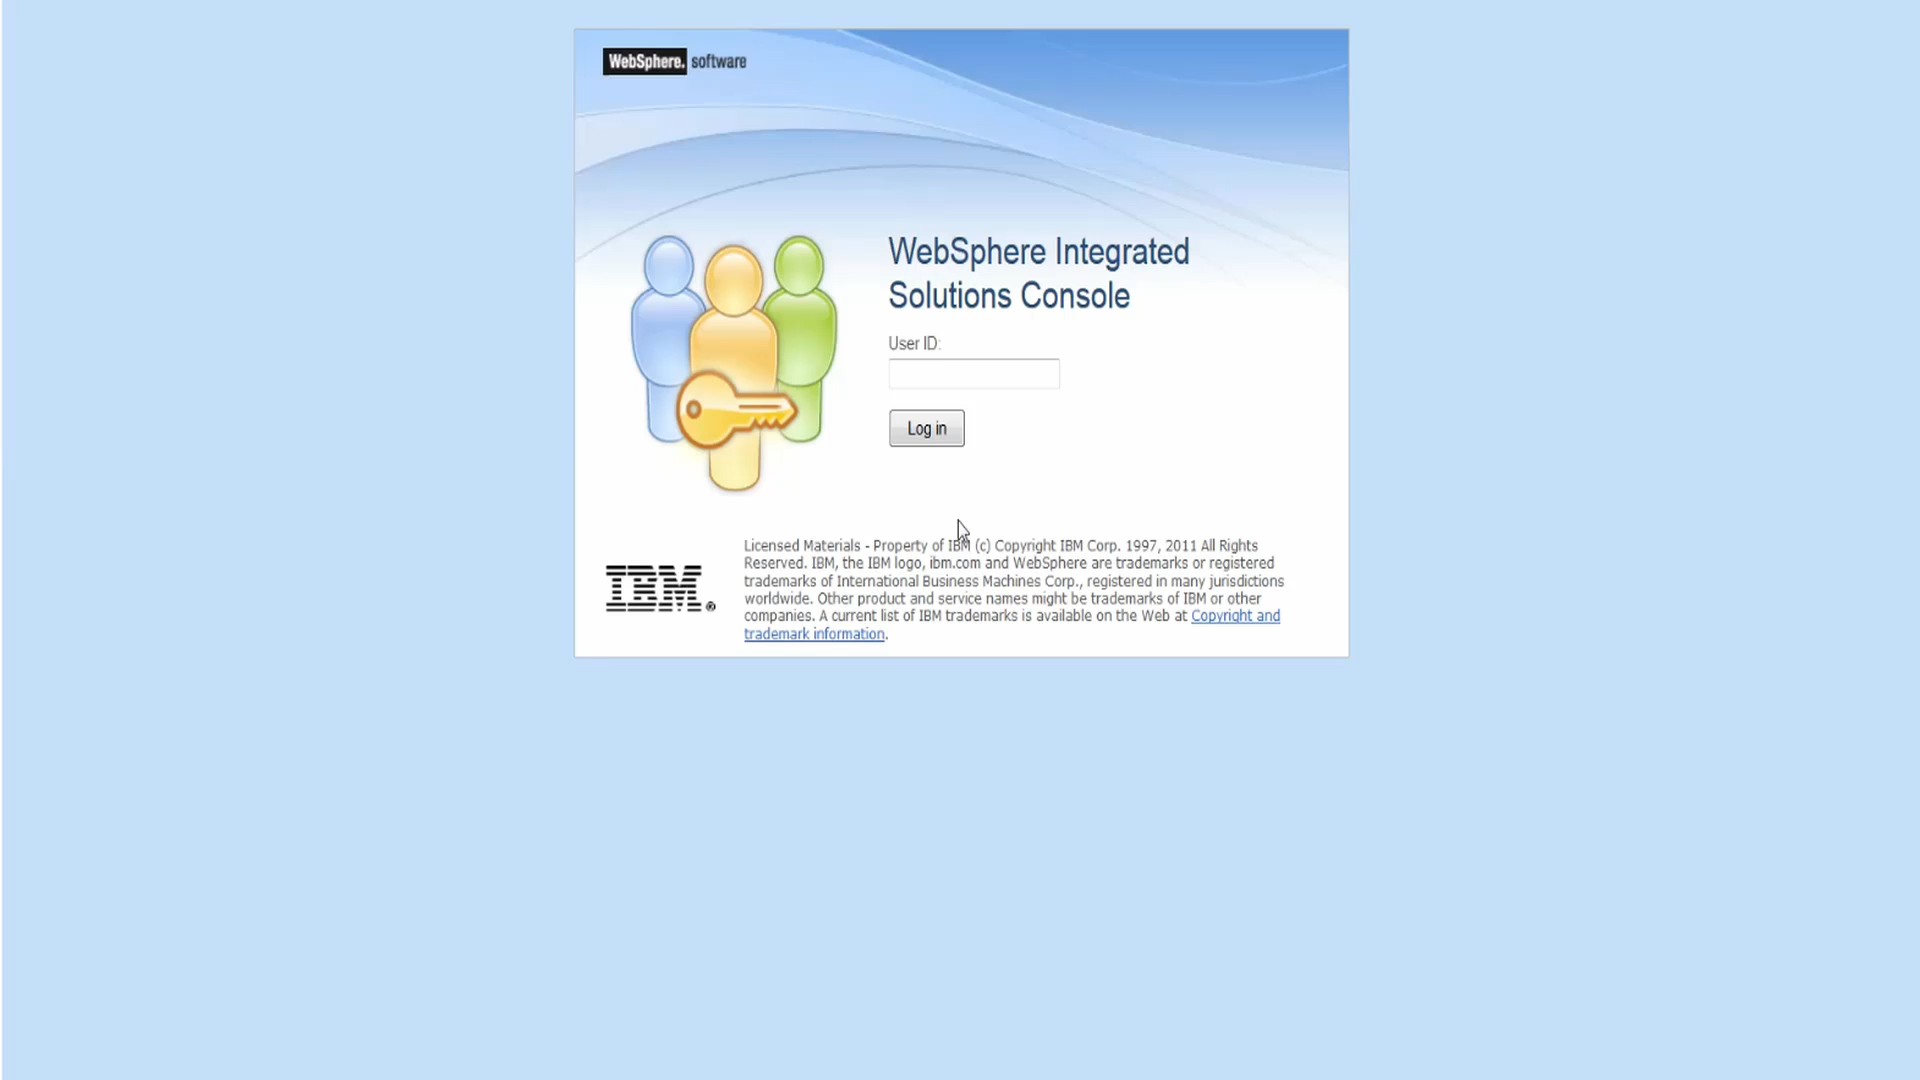 WebSphere. software
WebSphere Integrated
Solutions Console
User ID:
Log in
Licensed Materials - Property of IBM (c) Copyright IBM Corp. 1997, 2011 All Rights
Reserved. IBM, the IBM logo, ibm.com and WebSphere are trademarks or registered
trademarks of International Business Machines Corp., registered in many jurisdictions
worldwide. Other product and service names might be trademarks of IBM or other
companies. A current list of IBM trademarks is available on the Web at Copyright and
trademark information.
IBM®